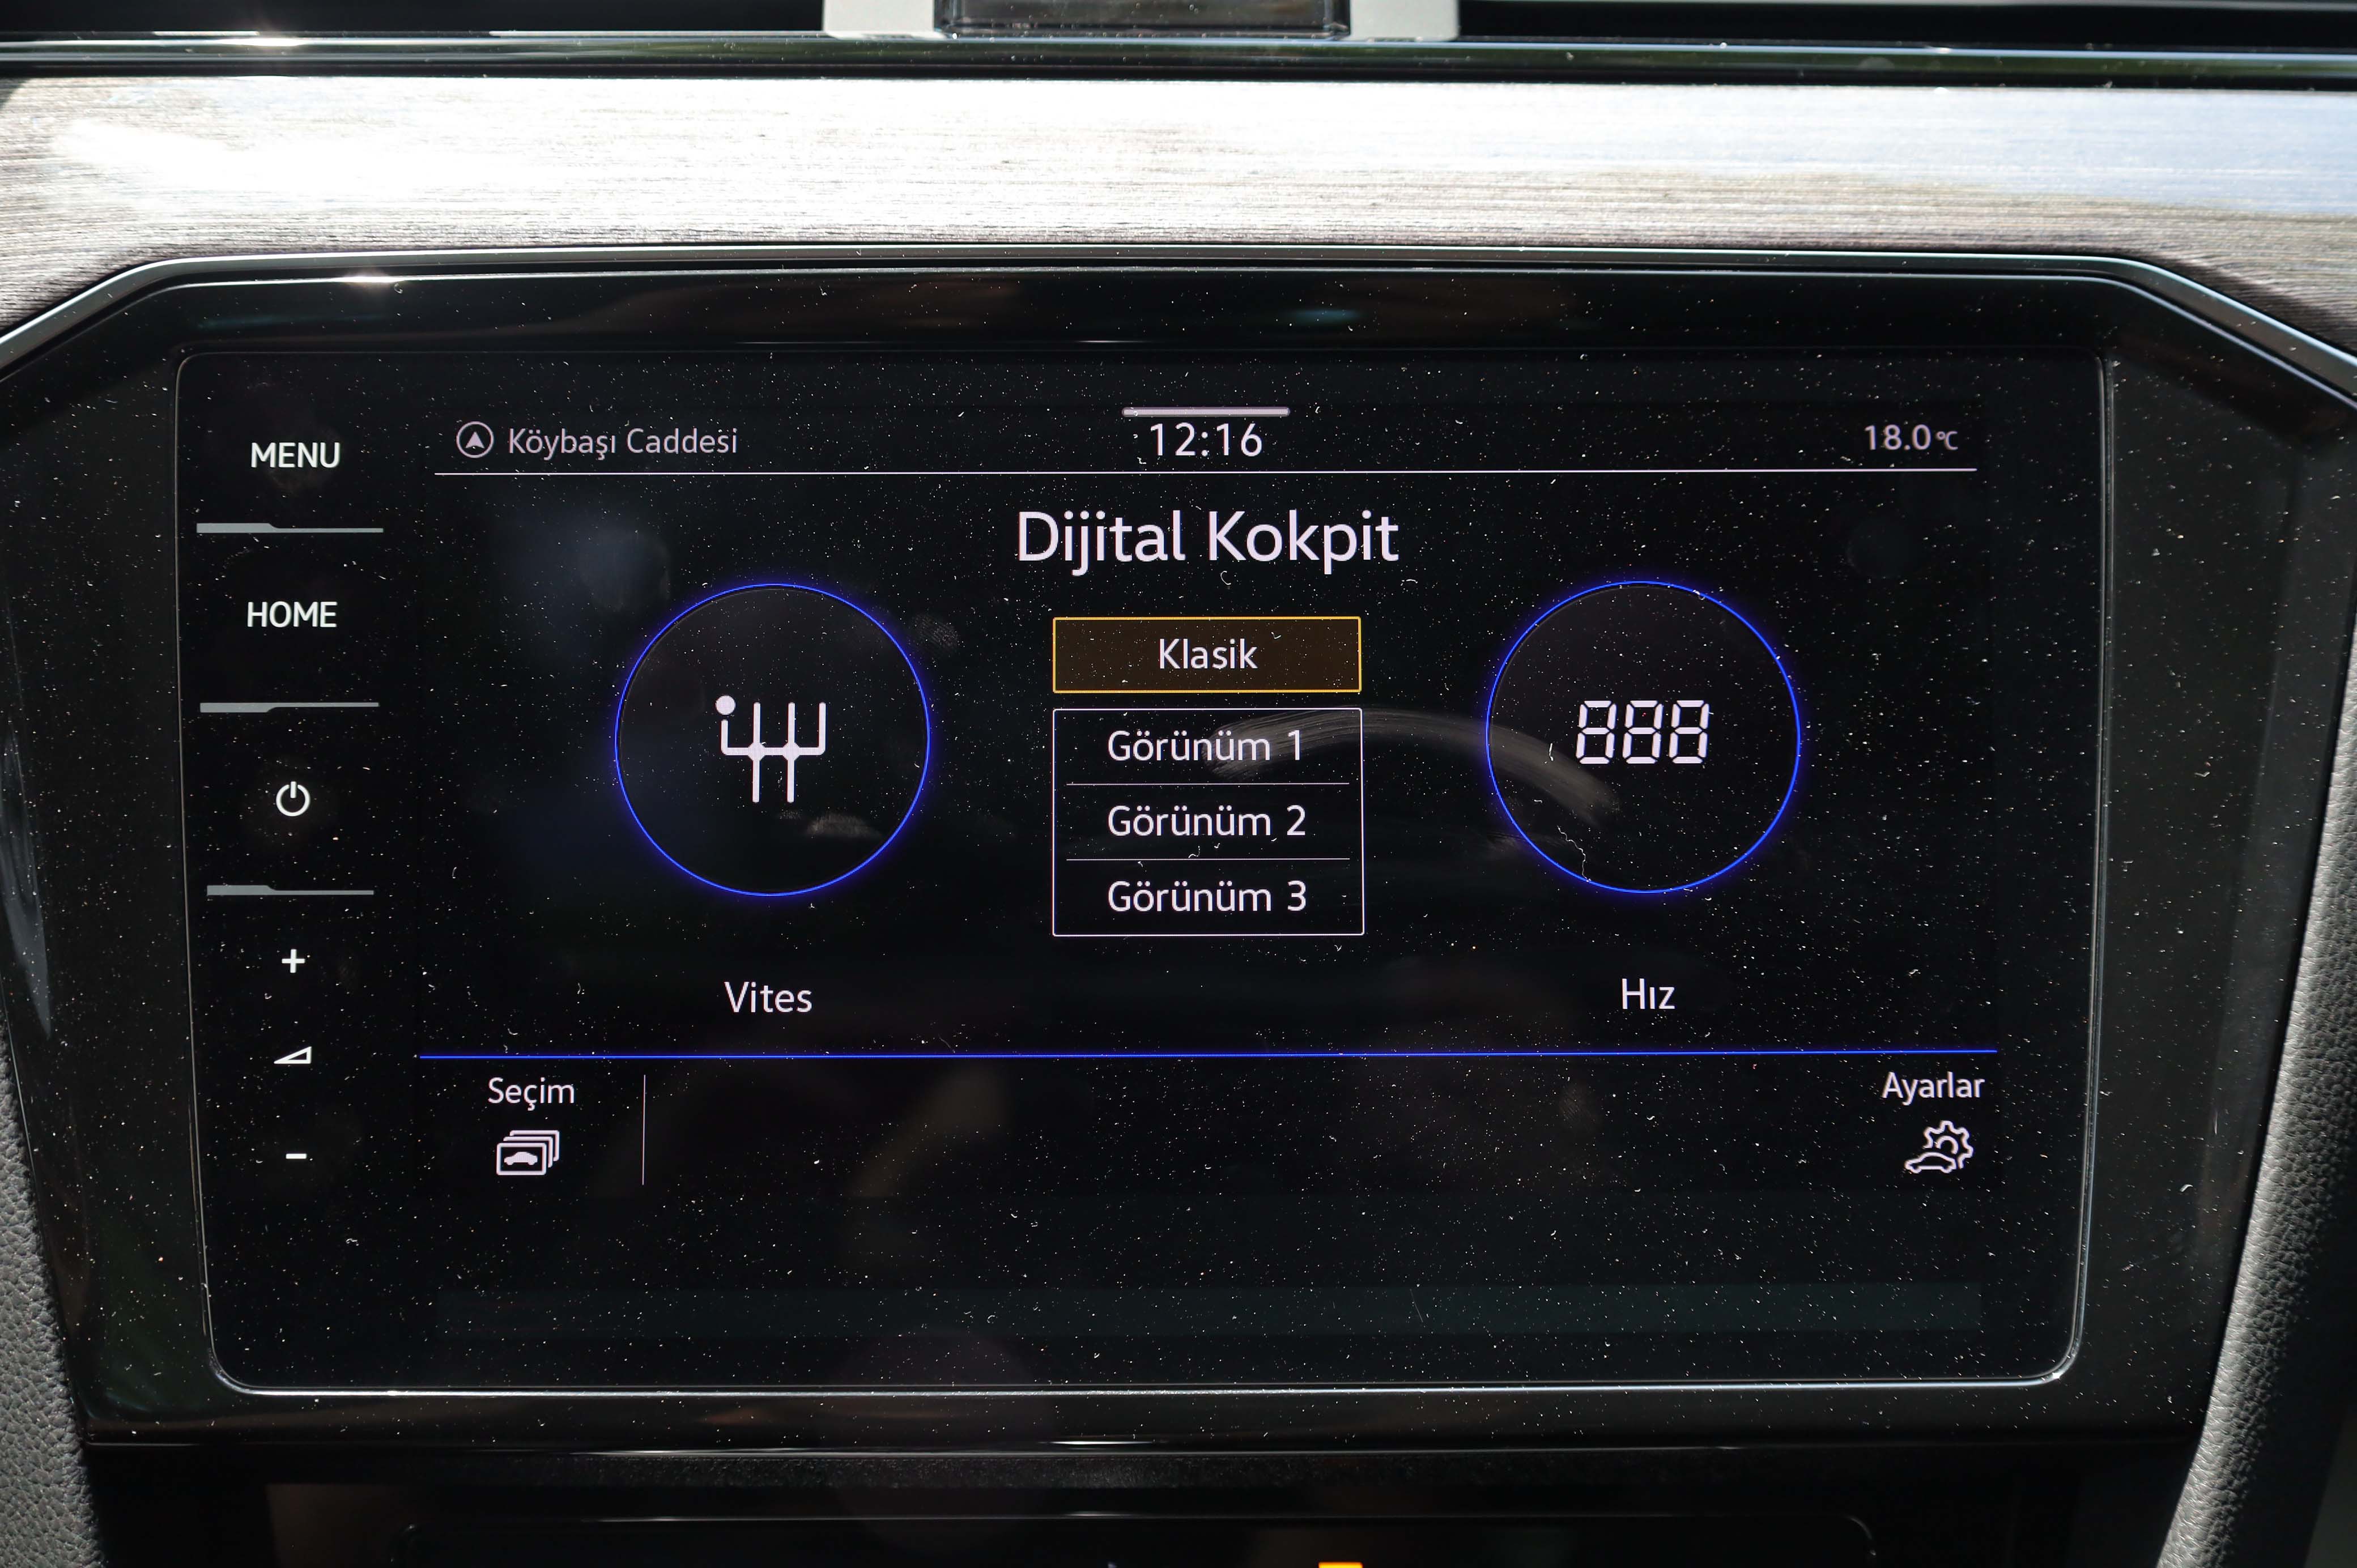 MENU
HOME
Köybaşı Caddesi
12:16
18.0°C
Dijital Kokpit
Klasik
Görünüm 1
Görünüm 2
Görünüm 3
888
Vites
Hız
Seçim
Ayarlar
+
−